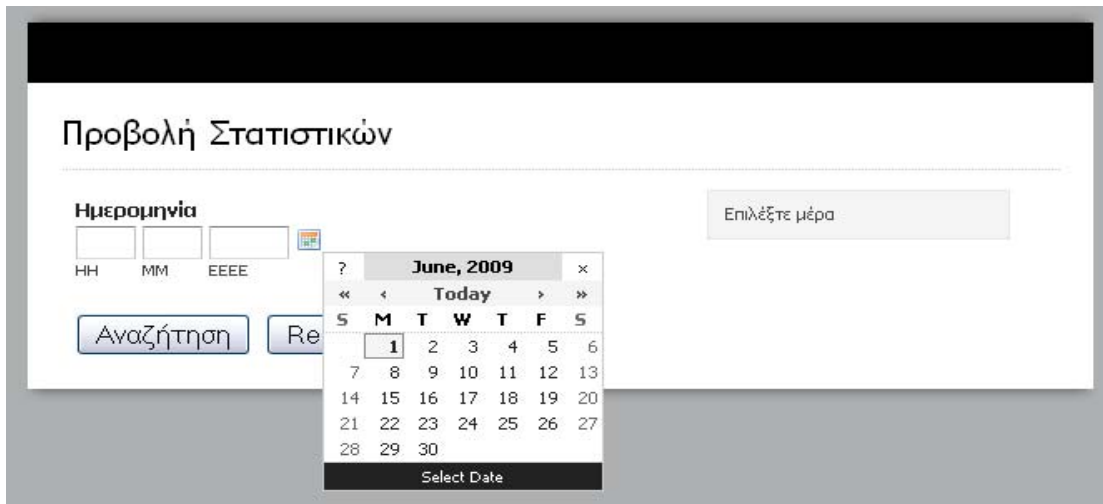 Προβολή Στατιστικών
Ημερομηνία
HH MM EEEE
Επιλέξτε μέρα
Αναζήτηση
? June, 2009 ×
« ‹ Today › »
S M T W T F S
1 2 3 4 5 6
7 8 9 10 11 12 13
14 15 16 17 18 19 20
21 22 23 24 25 26 27
28 29 30
Select Date